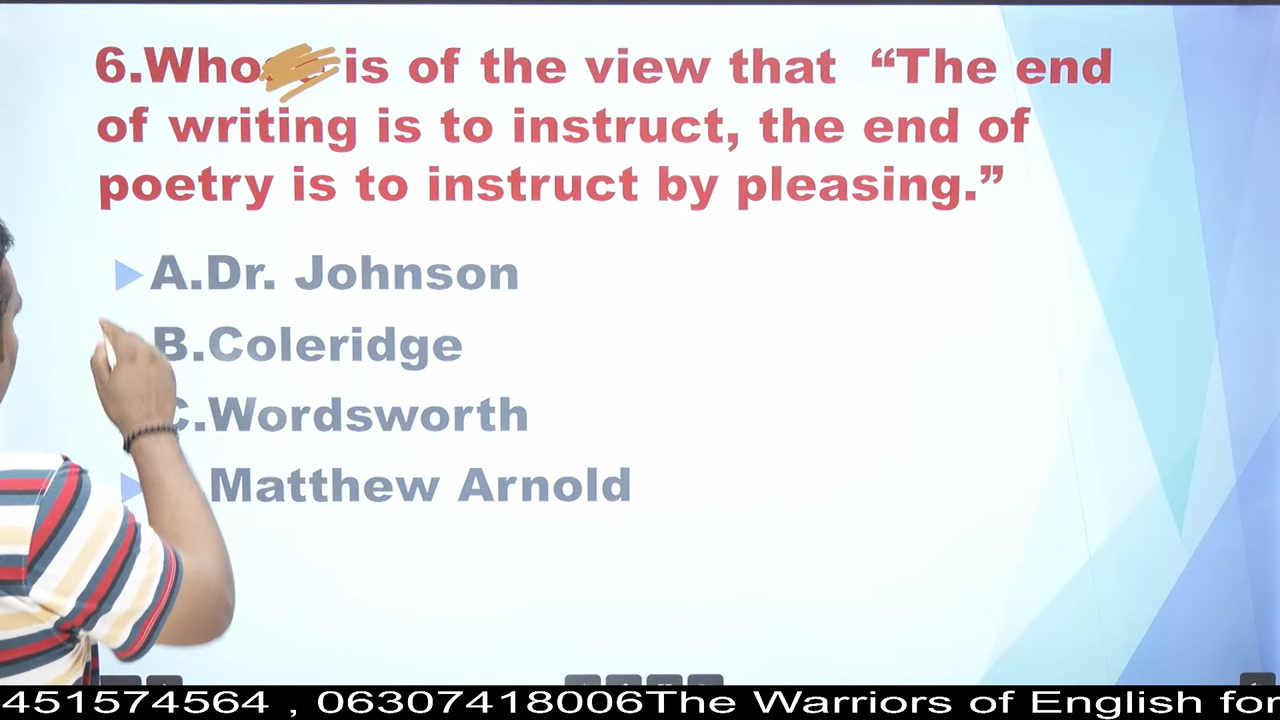 6.Who is of the view that “The end
of writing is to instruct, the end of
poetry is to instruct by pleasing.”
A.Dr. Johnson
B.Coleridge
C.Wordsworth
Matthew Arnold
451574564 , 06307418006The Warriors of English for